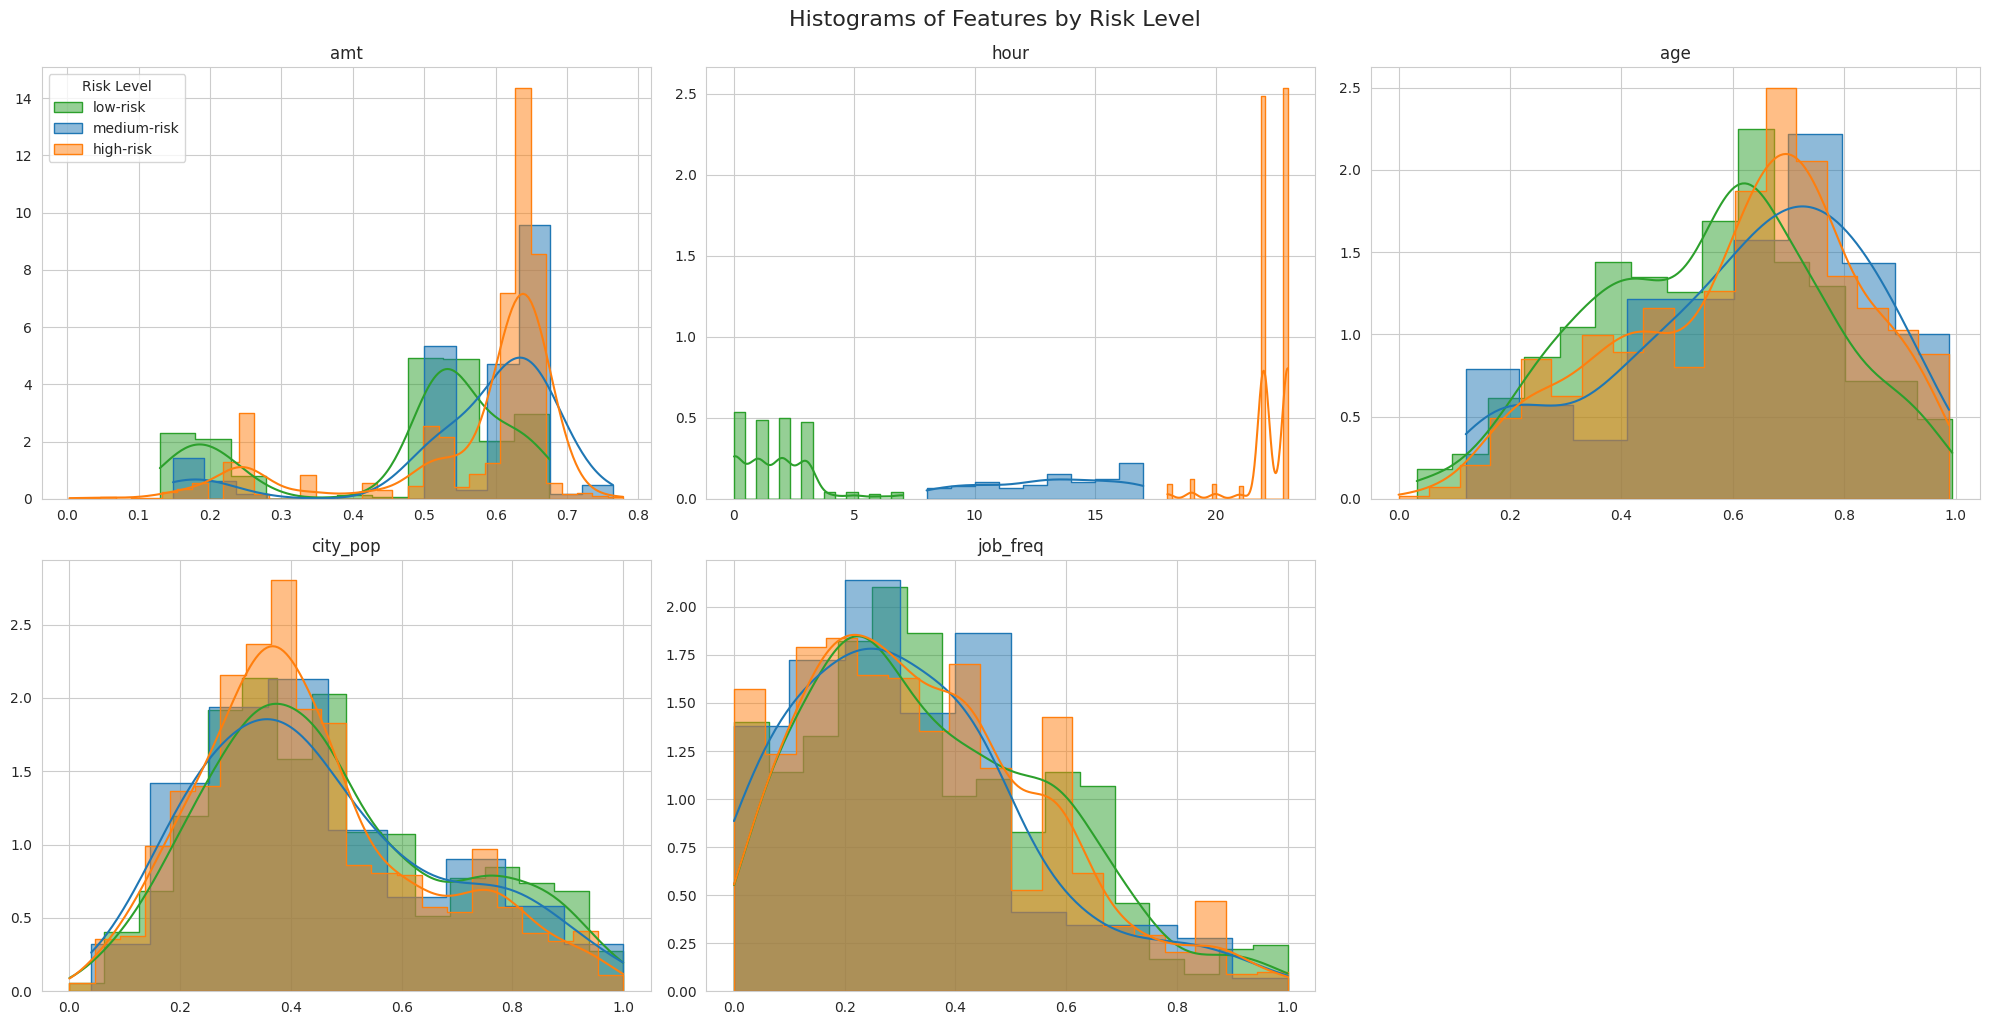 Histograms of Features by Risk Level
amt
Risk Level
low-risk
medium-risk
high-risk
14
12
10
8
6
4
2
0
0.0 0.1 0.2 0.3 0.4 0.5 0.6 0.7 0.8
hour
2.5
2.0
1.5
1.0
0.5
0.0
0 5 10 15 20
age
2.5
2.0
1.5
1.0
0.5
0.0
0.0 0.2 0.4 0.6 0.8 1.0
city_pop
2.5
2.0
1.5
1.0
0.5
0.0
0.0 0.2 0.4 0.6 0.8 1.0
job_freq
2.00
1.75
1.50
1.25
1.00
0.75
0.50
0.25
0.00
0.0 0.2 0.4 0.6 0.8 1.0